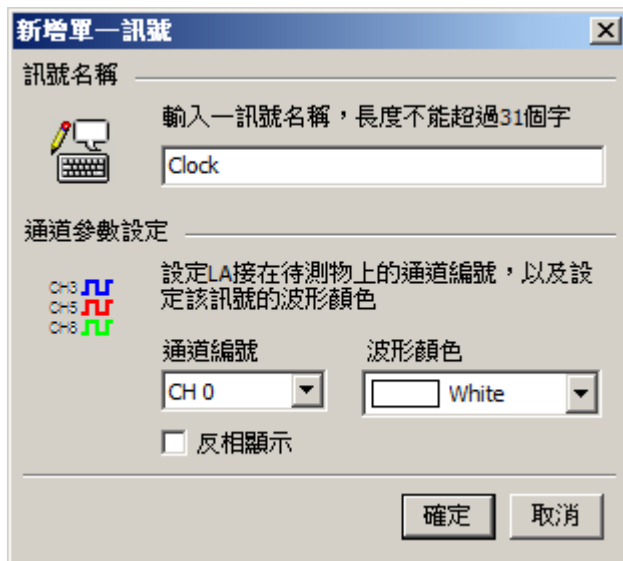 新增單一訊號
訊號名稱
輸入一訊號名稱，長度不能超過31個字
Clock
通道參數設定
設定LA接在待測物上的通道編號，以及設
定該訊號的波形顏色
CH3
CH5
CH8
通道編號 波形顏色
CH 0 White
反相顯示
確定 取消